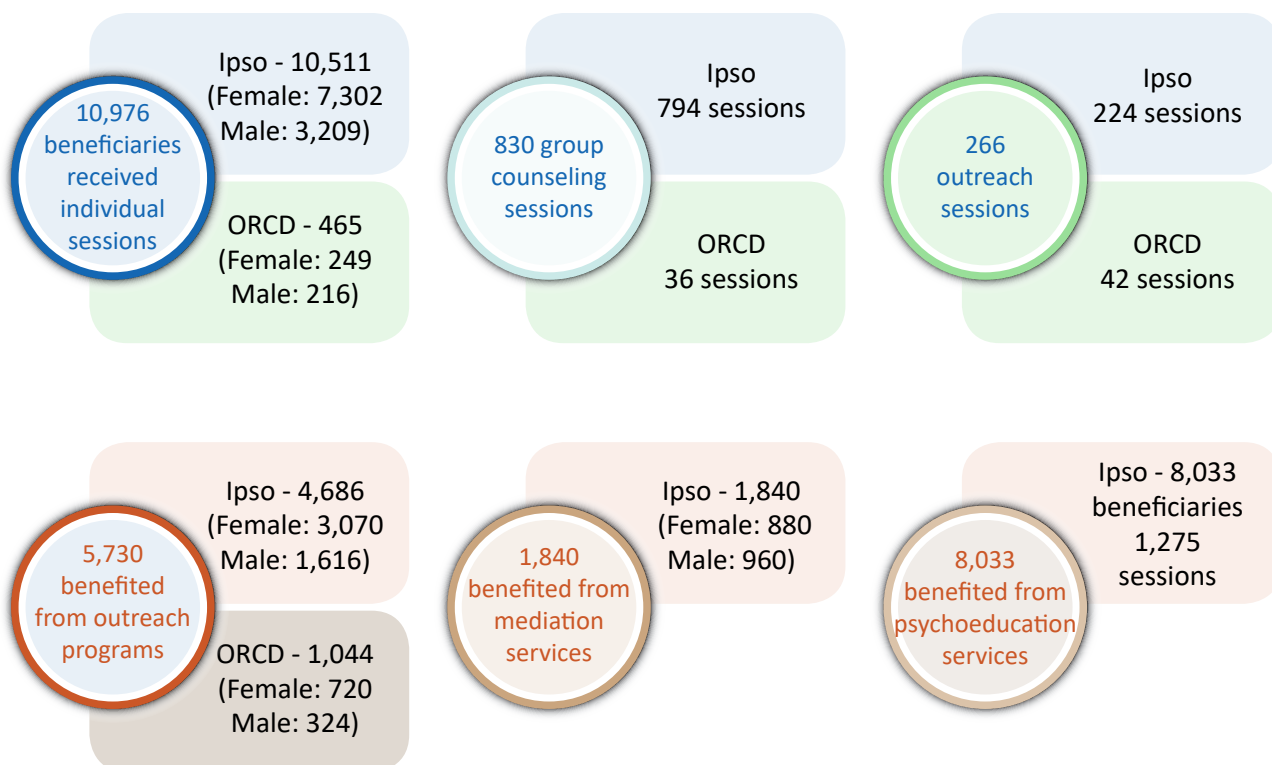 10,976
beneficiaries
received
individual
sessions
Ipso - 10,511
(Female: 7,302
Male: 3,209)
ORCD - 465
(Female: 249
Male: 216)
830 group
counseling
sessions
Ipso
794 sessions
ORCD
36 sessions
266
outreach
sessions
Ipso
224 sessions
ORCD
42 sessions
5,730
benefited
from outreach
programs
Ipso - 4,686
(Female: 3,070
Male: 1,616)
ORCD - 1,044
(Female: 720
Male: 324)
1,840
benefited from
mediation
services
Ipso - 1,840
(Female: 880
Male: 960)
8,033
benefited from
psychoeducation
services
Ipso - 8,033
beneficiaries
1,275
sessions